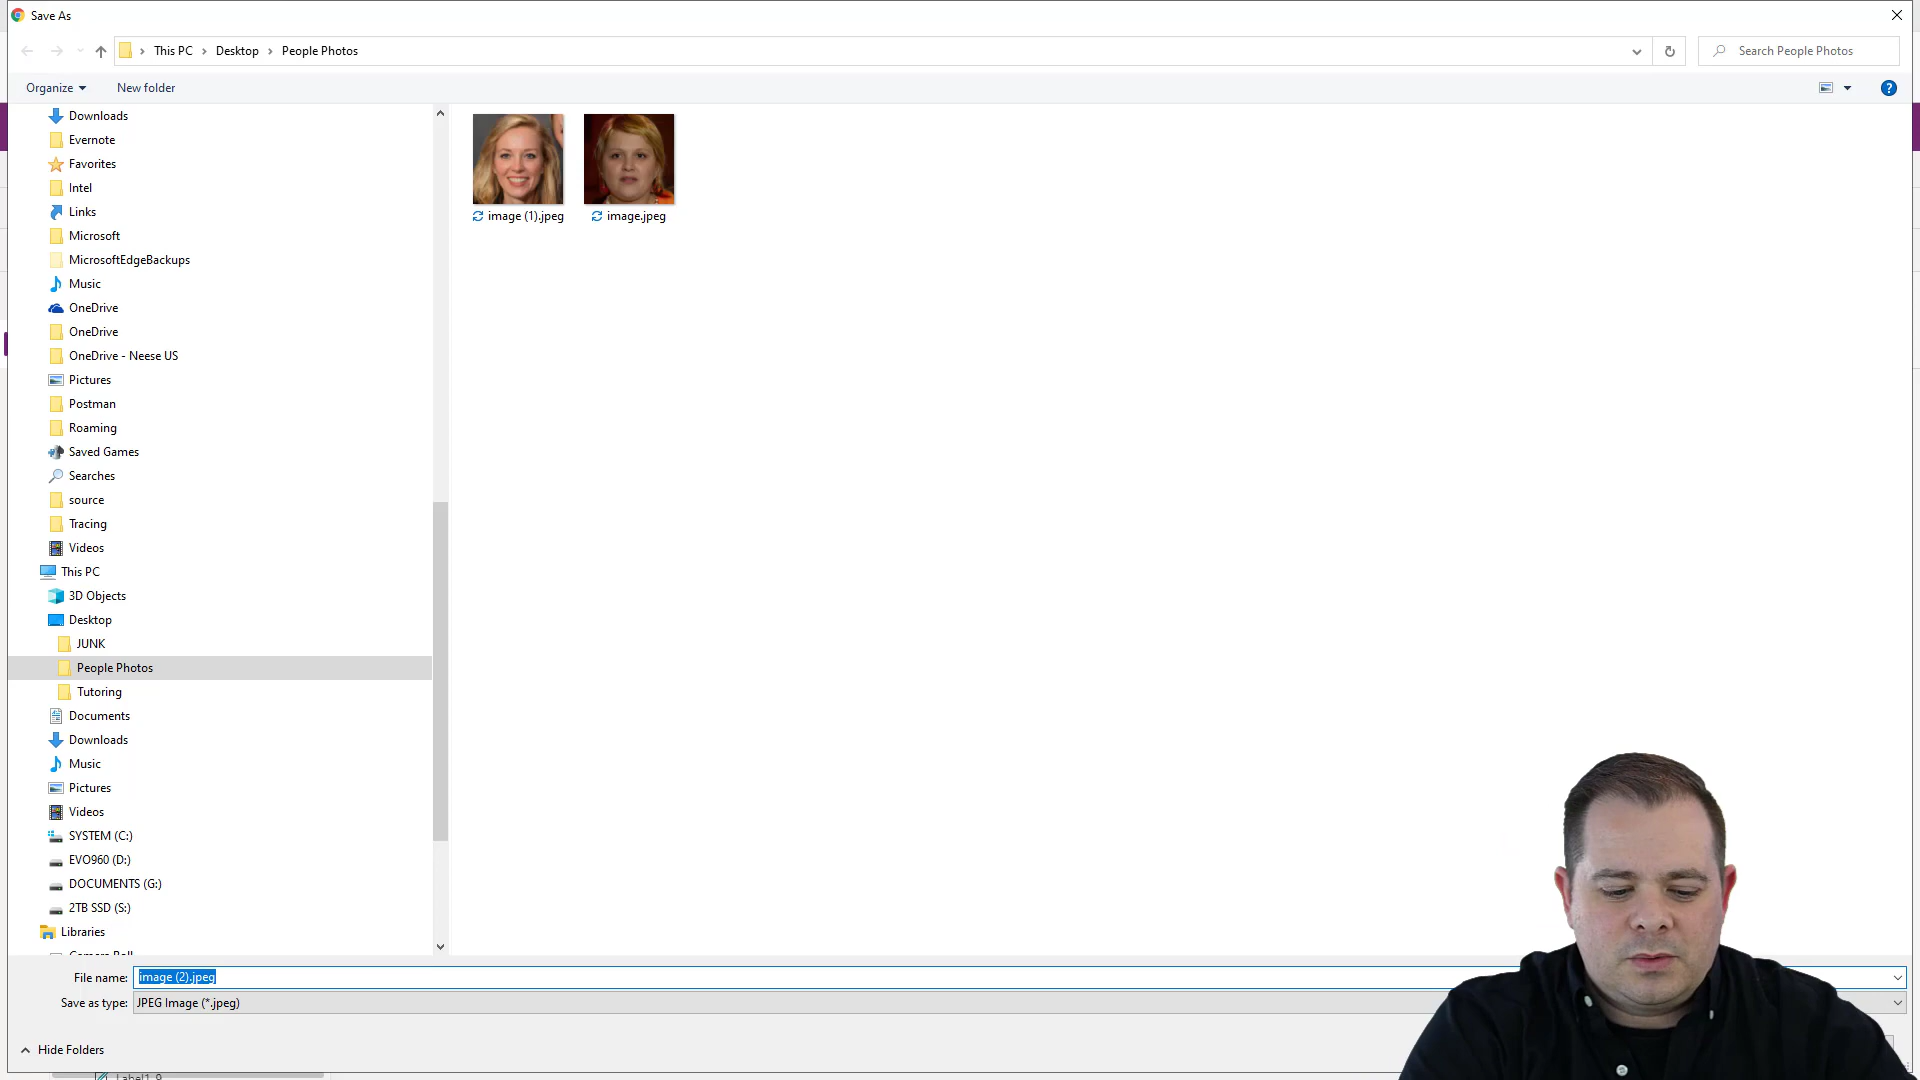 Save As
This PC
Desktop
People Photos
Search People Photos
Organize
New folder
Downloads
Evernote
Favorites
Intel
Links
Microsoft
MicrosoftEdgeBackups
Music
OneDrive
OneDrive
OneDrive - Neese US
Pictures
Postman
Roaming
Saved Games
Searches
source
Tracing
Videos
This PC
3D Objects
Desktop
JUNK
People Photos
Tutoring
Documents
Downloads
Music
Pictures
Videos
SYSTEM (C:)
EVO960 (D:)
DOCUMENTS (G:)
2TB SSD (S:)
Libraries
image (1).jpeg
image.jpeg
File name: image (2).jpeg
Save as type: JPEG Image (*.jpeg)
Hide Folders